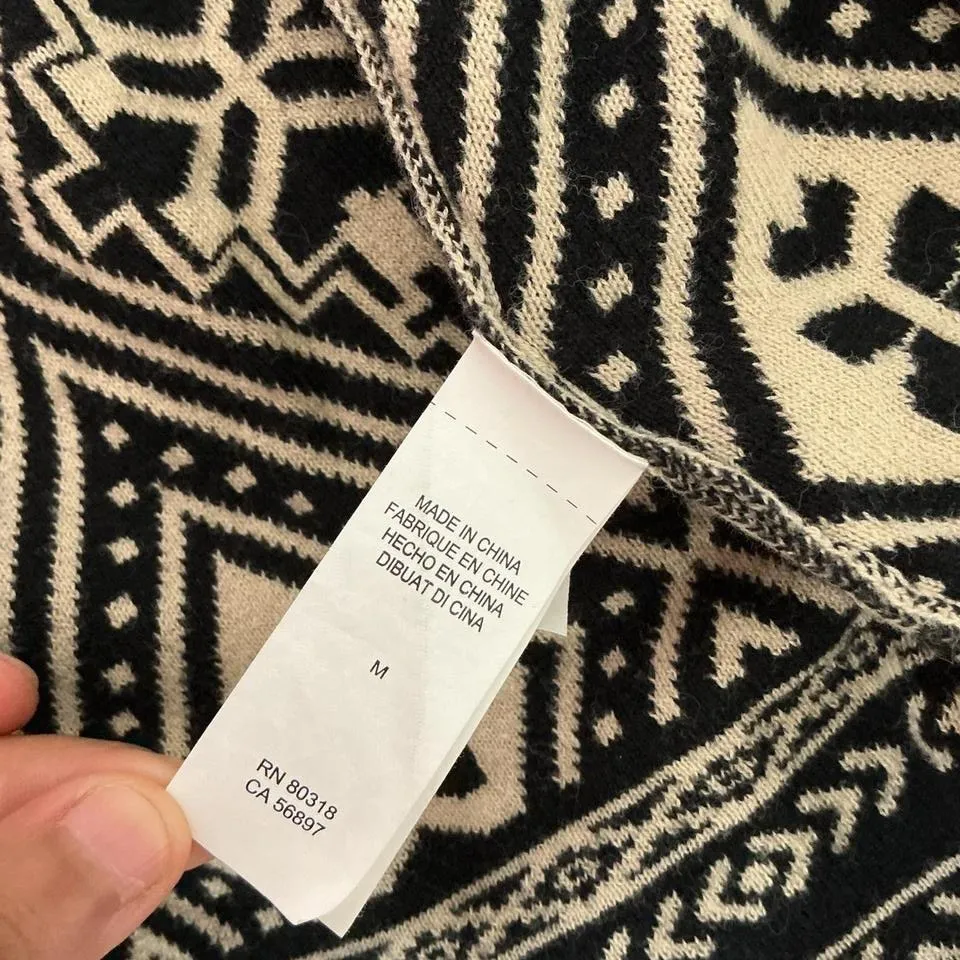 MADE IN CHINA
FABRIQUE EN CHINE
HECHO EN CHINA
DIBUAT DI CINA
M
RN 80318
CA 56897